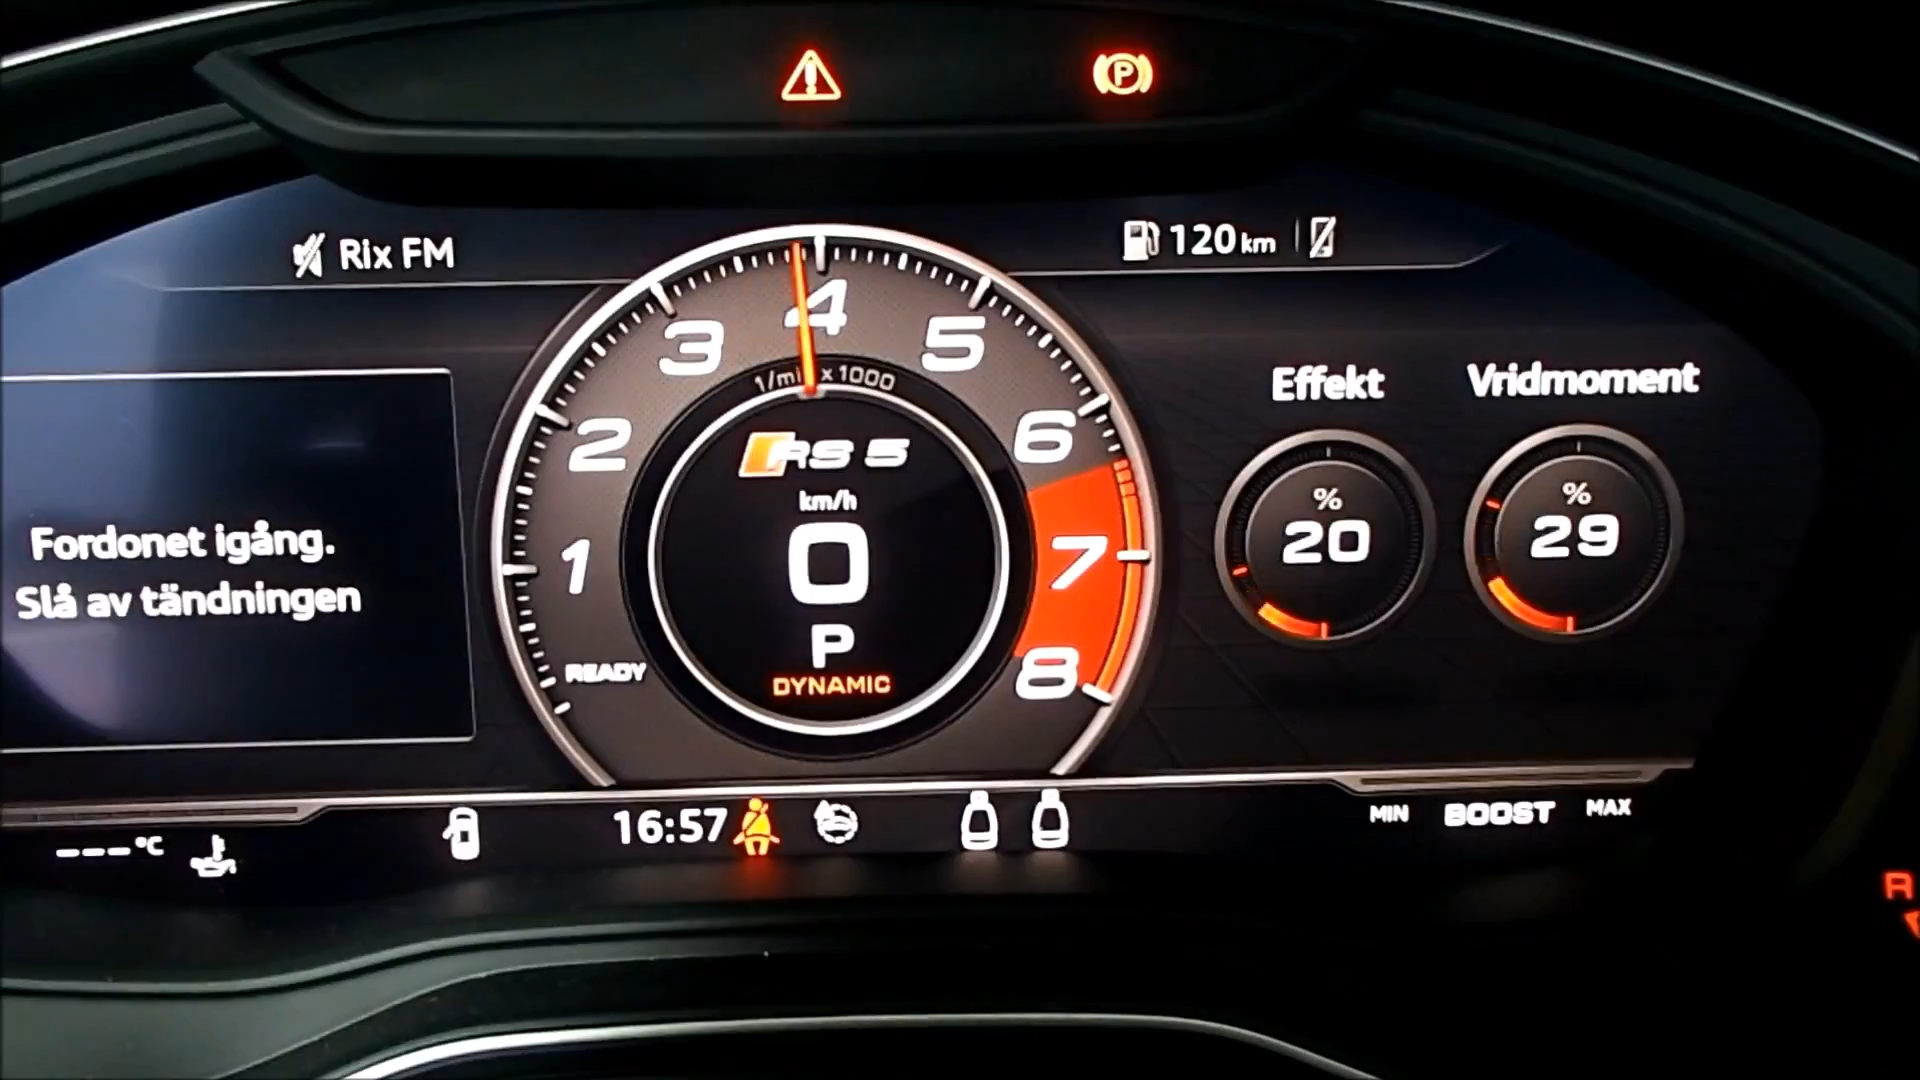 P
Rix FM
120 km
1
2
3
4
5
6
7
8
1/min x 1000
RS 5
km/h
0
P
DYNAMIC
READY
Fordonet igång.
Slå av tändningen
Effekt
%
20
Vridmoment
%
29
---°C
16:57
MIN BOOST MAX
R